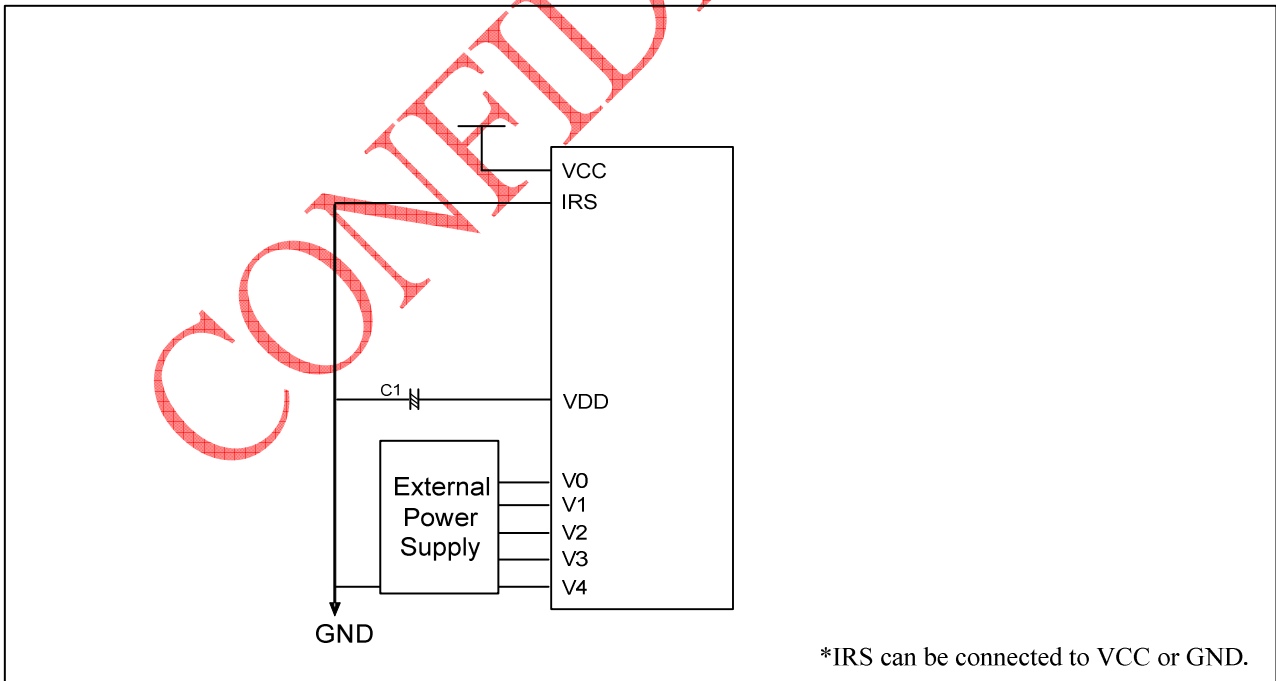 VCC
IRS
C1
VDD
External
Power
Supply
V0
V1
V2
V3
V4
GND
*IRS can be connected to VCC or GND.